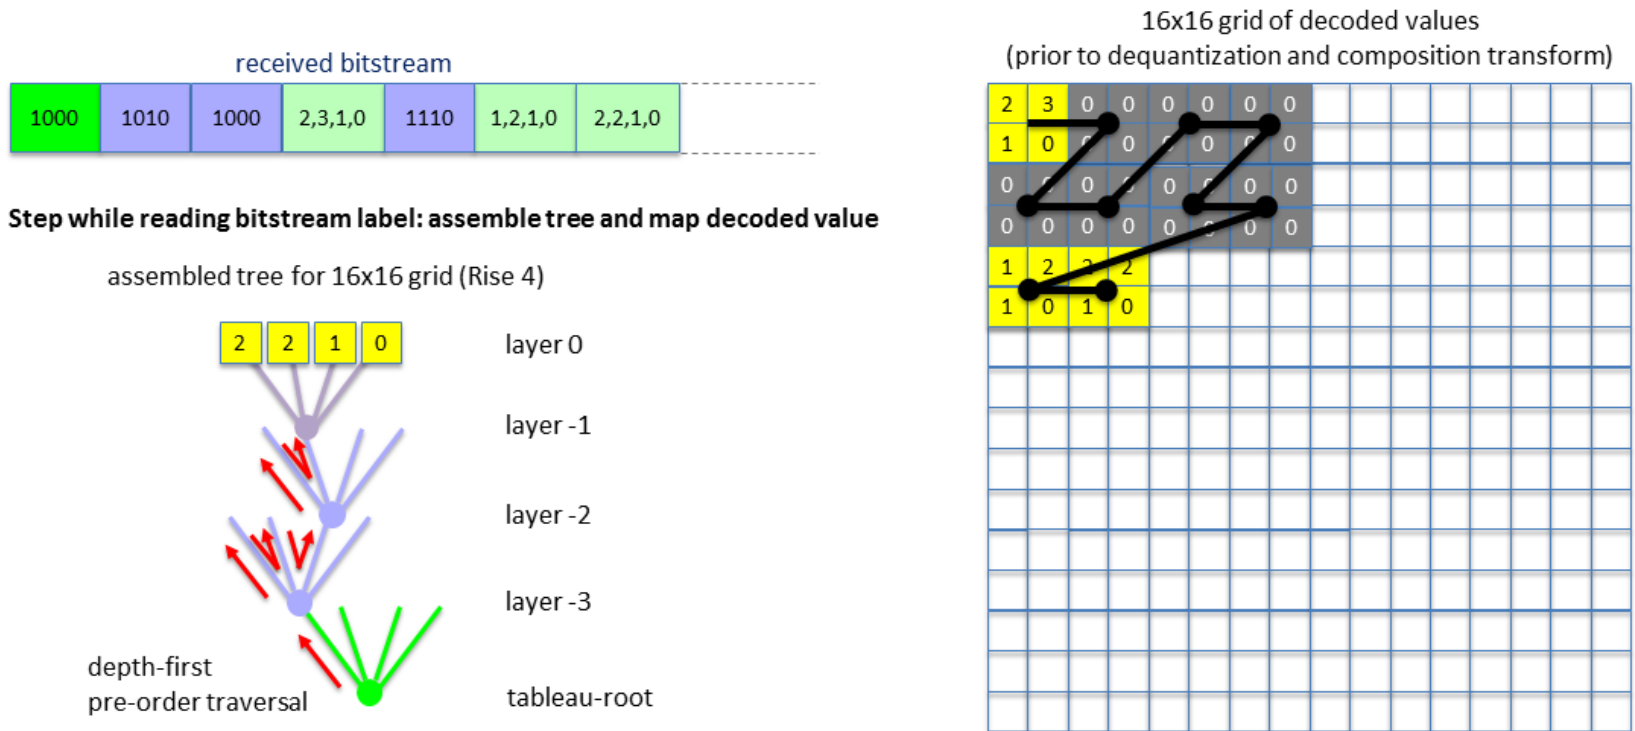 received bitstream
1000 1010 1000 2,3,1,0 1110 1,2,1,0 2,2,1,0
Step while reading bitstream label: assemble tree and map decoded value
assembled tree for 16x16 grid (Rise 4)
2 2 1 0 layer 0
layer -1
layer -2
layer -3
depth-first
pre-order traversal
tableau-root
16x16 grid of decoded values
(prior to dequantization and composition transform)
2 3 0 0 0 0 0 0
1 0 0 0 0 0
0 0 0 0 0 0
0 0 0 0 0 0 0
1 2 2 2
1 0 1 0